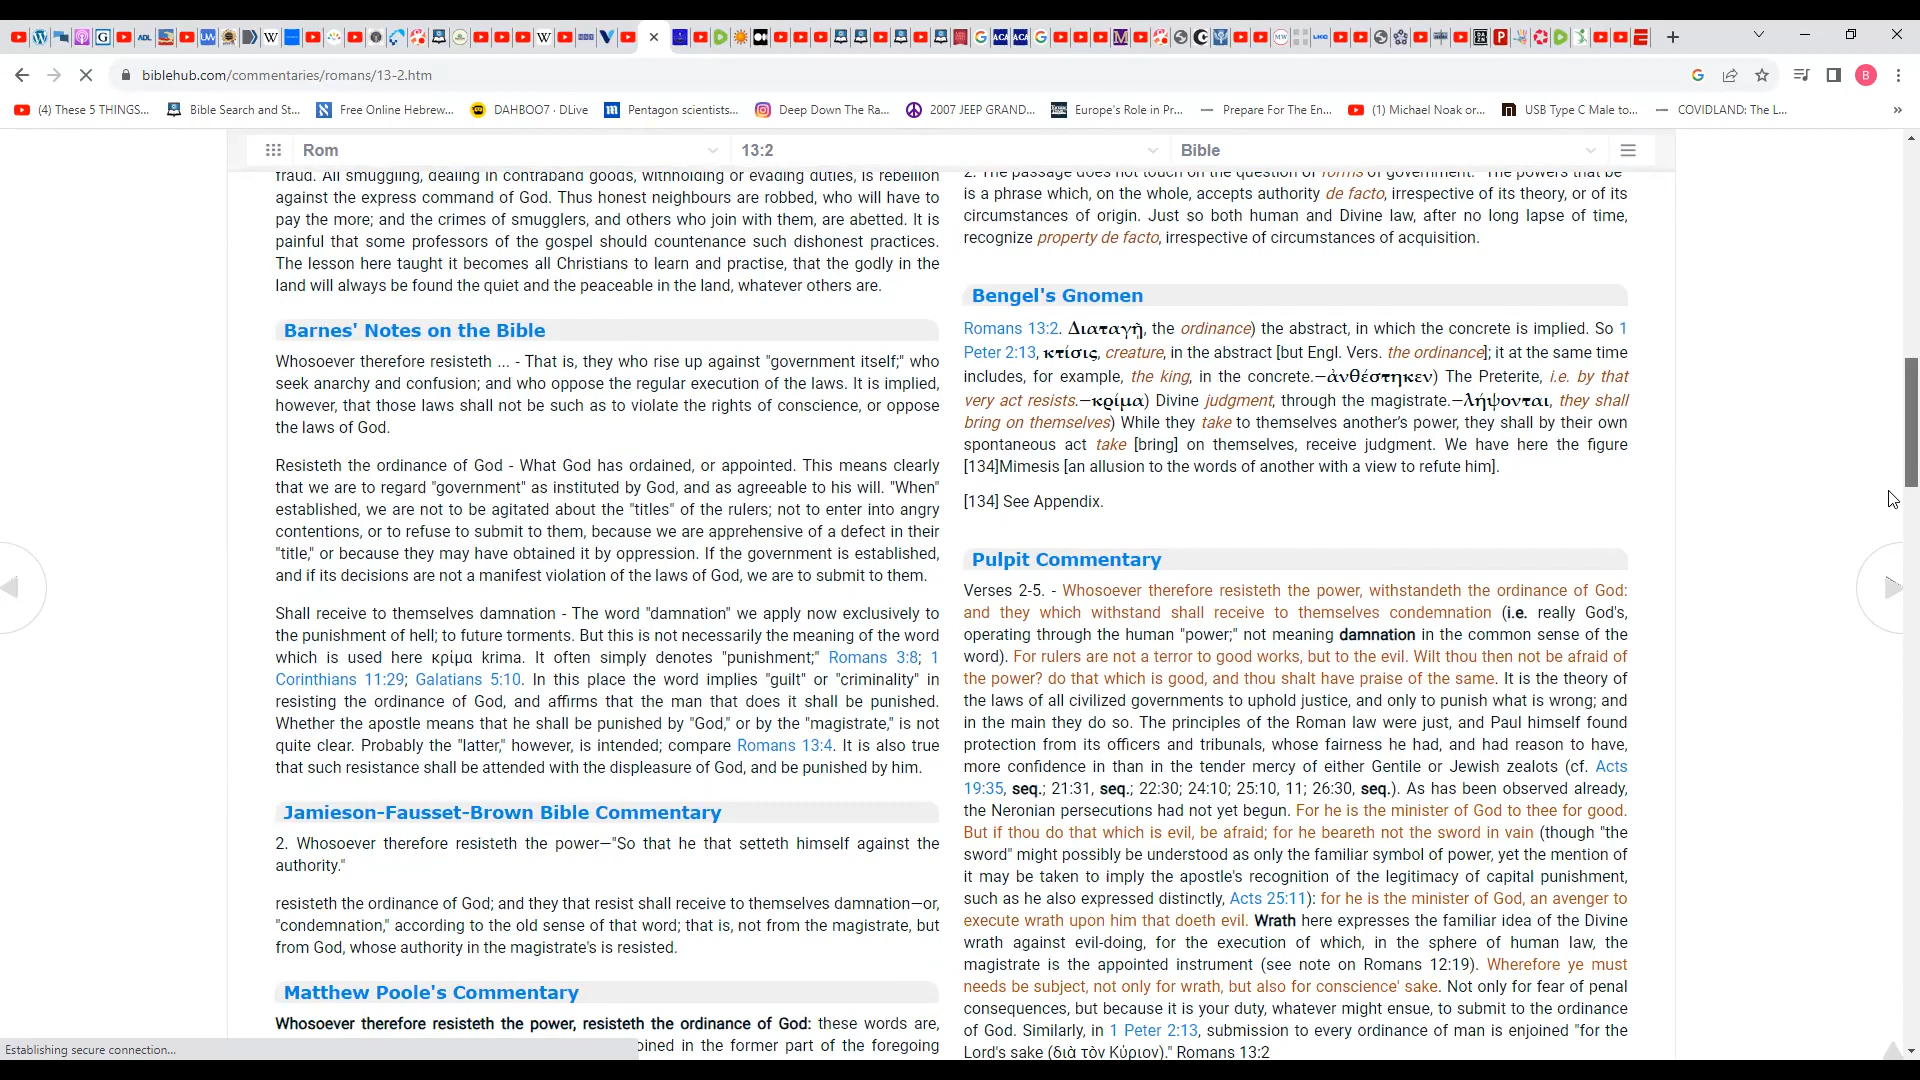 biblehub.com/commentaries/romans/13-2.htm
B
(4) These 5 THINGS...
Bible Search and St...
Free Online Hebrew...
DAHBOO7 · DLive
Pentagon scientists...
Deep Down The Ra...
2007 JEEP GRAND...
Europe's Role in Pr...
Prepare For The En...
(1) Michael Noak or...
USB Type C Male to...
COVIDLAND: The L...
»
Rom
13:2
Bible
fraud. All smuggling, dealing in contraband goods, withholding or evading duties, is rebellion
against the express command of God. Thus honest neighbours are robbed, who will have to
pay the more; and the crimes of smugglers, and others who join with them, are abetted. It is
painful that some professors of the gospel should countenance such dishonest practices.
The lesson here taught it becomes all Christians to learn and practise, that the godly in the
land will always be found the quiet and the peaceable in the land, whatever others are.
Barnes' Notes on the Bible
Whosoever therefore resisteth ... - That is, they who rise up against "government itself;" who
seek anarchy and confusion; and who oppose the regular execution of the laws. It is implied,
however, that those laws shall not be such as to violate the rights of conscience, or oppose
the laws of God.
Resisteth the ordinance of God - What God has ordained, or appointed. This means clearly
that we are to regard "government" as instituted by God, and as agreeable to his will. "When"
established, we are not to be agitated about the "titles" of the rulers; not to enter into angry
contentions, or to refuse to submit to them, because we are apprehensive of a defect in their
"title," or because they may have obtained it by oppression. If the government is established,
and if its decisions are not a manifest violation of the laws of God, we are to submit to them.
Shall receive to themselves damnation - The word "damnation" we apply now exclusively to
the punishment of hell; to future torments. But this is not necessarily the meaning of the word
which is used here κρίμα krima. It often simply denotes "punishment;" Romans 3:8; 1
Corinthians 11:29; Galatians 5:10. In this place the word implies "guilt" or "criminality" in
resisting the ordinance of God, and affirms that the man that does it shall be punished.
Whether the apostle means that he shall be punished by "God," or by the "magistrate," is not
quite clear. Probably the "latter," however, is intended; compare Romans 13:4. It is also true
that such resistance shall be attended with the displeasure of God, and be punished by him.
Jamieson-Fausset-Brown Bible Commentary
2. Whosoever therefore resisteth the power—"So that he that setteth himself against the
authority."
resisteth the ordinance of God; and they that resist shall receive to themselves damnation—or,
"condemnation," according to the old sense of that word; that is, not from the magistrate, but
from God, whose authority in the magistrate's is resisted.
Matthew Poole's Commentary
Whosoever therefore resisteth the power, resisteth the ordinance of God: these words are,
oined in the former part of the foregoing
2. The passage does not touch on the question of forms of government. "The powers that be"
is a phrase which, on the whole, accepts authority de facto, irrespective of its theory, or of its
circumstances of origin. Just so both human and Divine law, after no long lapse of time,
recognize property de facto, irrespective of circumstances of acquisition.
Bengel's Gnomen
Romans 13:2. Διαταγῇ, the ordinance) the abstract, in which the concrete is implied. So 1
Peter 2:13, κτίσις, creature, in the abstract [but Engl. Vers. the ordinance]; it at the same time
includes, for example, the king, in the concrete.—ἀνθέστηκεν) The Preterite, i.e. by that
very act resists.—κρίμα) Divine judgment, through the magistrate.—λήψονται, they shall
bring on themselves) While they take to themselves another's power, they shall by their own
spontaneous act take [bring] on themselves, receive judgment. We have here the figure
[134]Mimesis [an allusion to the words of another with a view to refute him].
[134] See Appendix.
Pulpit Commentary
Verses 2-5. - Whosoever therefore resisteth the power, withstandeth the ordinance of God:
and they which withstand shall receive to themselves condemnation (i.e. really God's,
operating through the human "power;" not meaning damnation in the common sense of the
word). For rulers are not a terror to good works, but to the evil. Wilt thou then not be afraid of
the power? do that which is good, and thou shalt have praise of the same. It is the theory of
the laws of all civilized governments to uphold justice, and only to punish what is wrong; and
in the main they do so. The principles of the Roman law were just, and Paul himself found
protection from its officers and tribunals, whose fairness he had, and had reason to have,
more confidence in than in the tender mercy of either Gentile or Jewish zealots (cf. Acts
19:35, seq.; 21:31, seq.; 22:30; 24:10; 25:10, 11; 26:30, seq.). As has been observed already,
the Neronian persecutions had not yet begun. For he is the minister of God to thee for good.
But if thou do that which is evil, be afraid; for he beareth not the sword in vain (though "the
sword" might possibly be understood as only the familiar symbol of power, yet the mention of
it may be taken to imply the apostle's recognition of the legitimacy of capital punishment,
such as he also expressed distinctly, Acts 25:11): for he is the minister of God, an avenger to
execute wrath upon him that doeth evil. Wrath here expresses the familiar idea of the Divine
wrath against evil-doing, for the execution of which, in the sphere of human law, the
magistrate is the appointed instrument (see note on Romans 12:19). Wherefore ye must
needs be subject, not only for wrath, but also for conscience' sake. Not only for fear of penal
consequences, but because it is your duty, whatever might ensue, to submit to the ordinance
of God. Similarly, in 1 Peter 2:13, submission to every ordinance of man is enjoined "for the
Lord's sake (διὰ τὸν Κύριον)." Romans 13:2
Establishing secure connection...